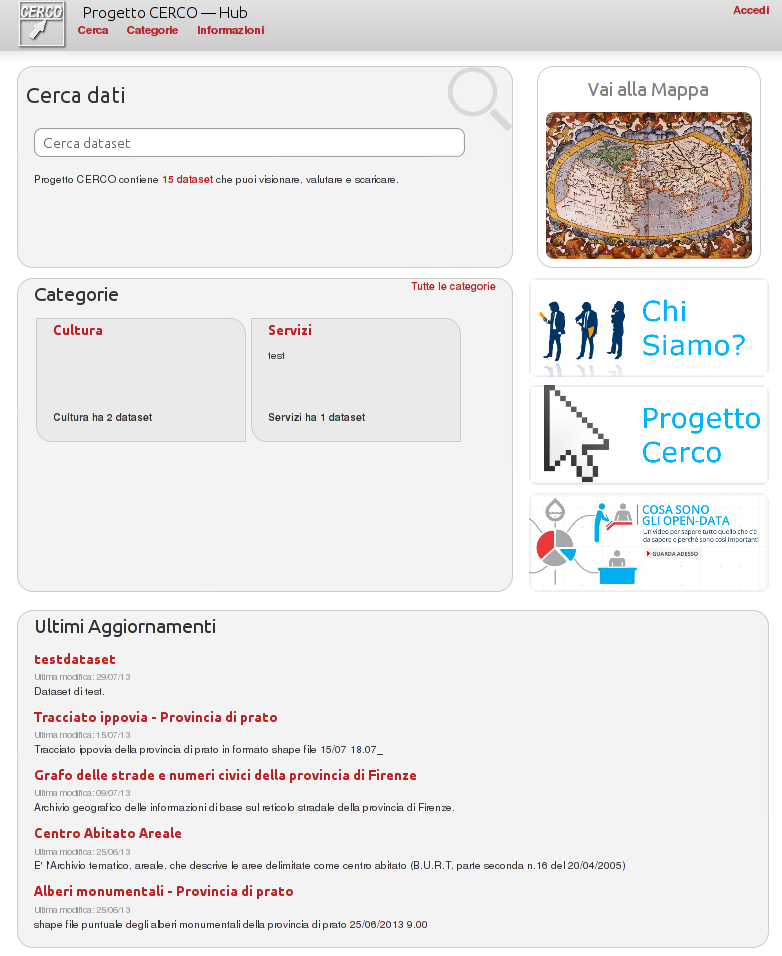 CERCO
Progetto CERCO — Hub
Accedi
Cerca Categorie Informazioni
Cerca dati
Cerca dataset
Progetto CERCO contiene 15 dataset che puoi visionare, valutare e scaricare.
Vai alla Mappa
Categorie
Tutte le categorie
Cultura
Cultura ha 2 dataset
Servizi
test
Servizi ha 1 dataset
Chi
Siamo?
Progetto
Cerco
COSA SONO
GLI OPEN-DATA
Un video per sapere tutto quello che c'è
da sapere e perché sono così importanti
GUARDA ADESSO
Ultimi Aggiornamenti
testdataset
Ultima modifica: 29/07/13
Dataset di test.
Tracciato ippovia - Provincia di prato
Ultima modifica: 15/07/13
Tracciato ippovia della provincia di prato in formato shape file 15/07 18.07_
Grafo delle strade e numeri civici della provincia di Firenze
Ultima modifica: 09/07/13
Archivio geografico delle informazioni di base sul reticolo stradale della provincia di Firenze.
Centro Abitato Areale
Ultima modifica: 25/06/13
E' l'Archivio tematico, areale, che descrive le aree delimitate come centro abitato (B.U.R.T. parte seconda n.16 del 20/04/2005)
Alberi monumentali - Provincia di prato
Ultima modifica: 25/06/13
shape file puntuale degli alberi monumentali della provincia di prato 25/06/2013 9.00